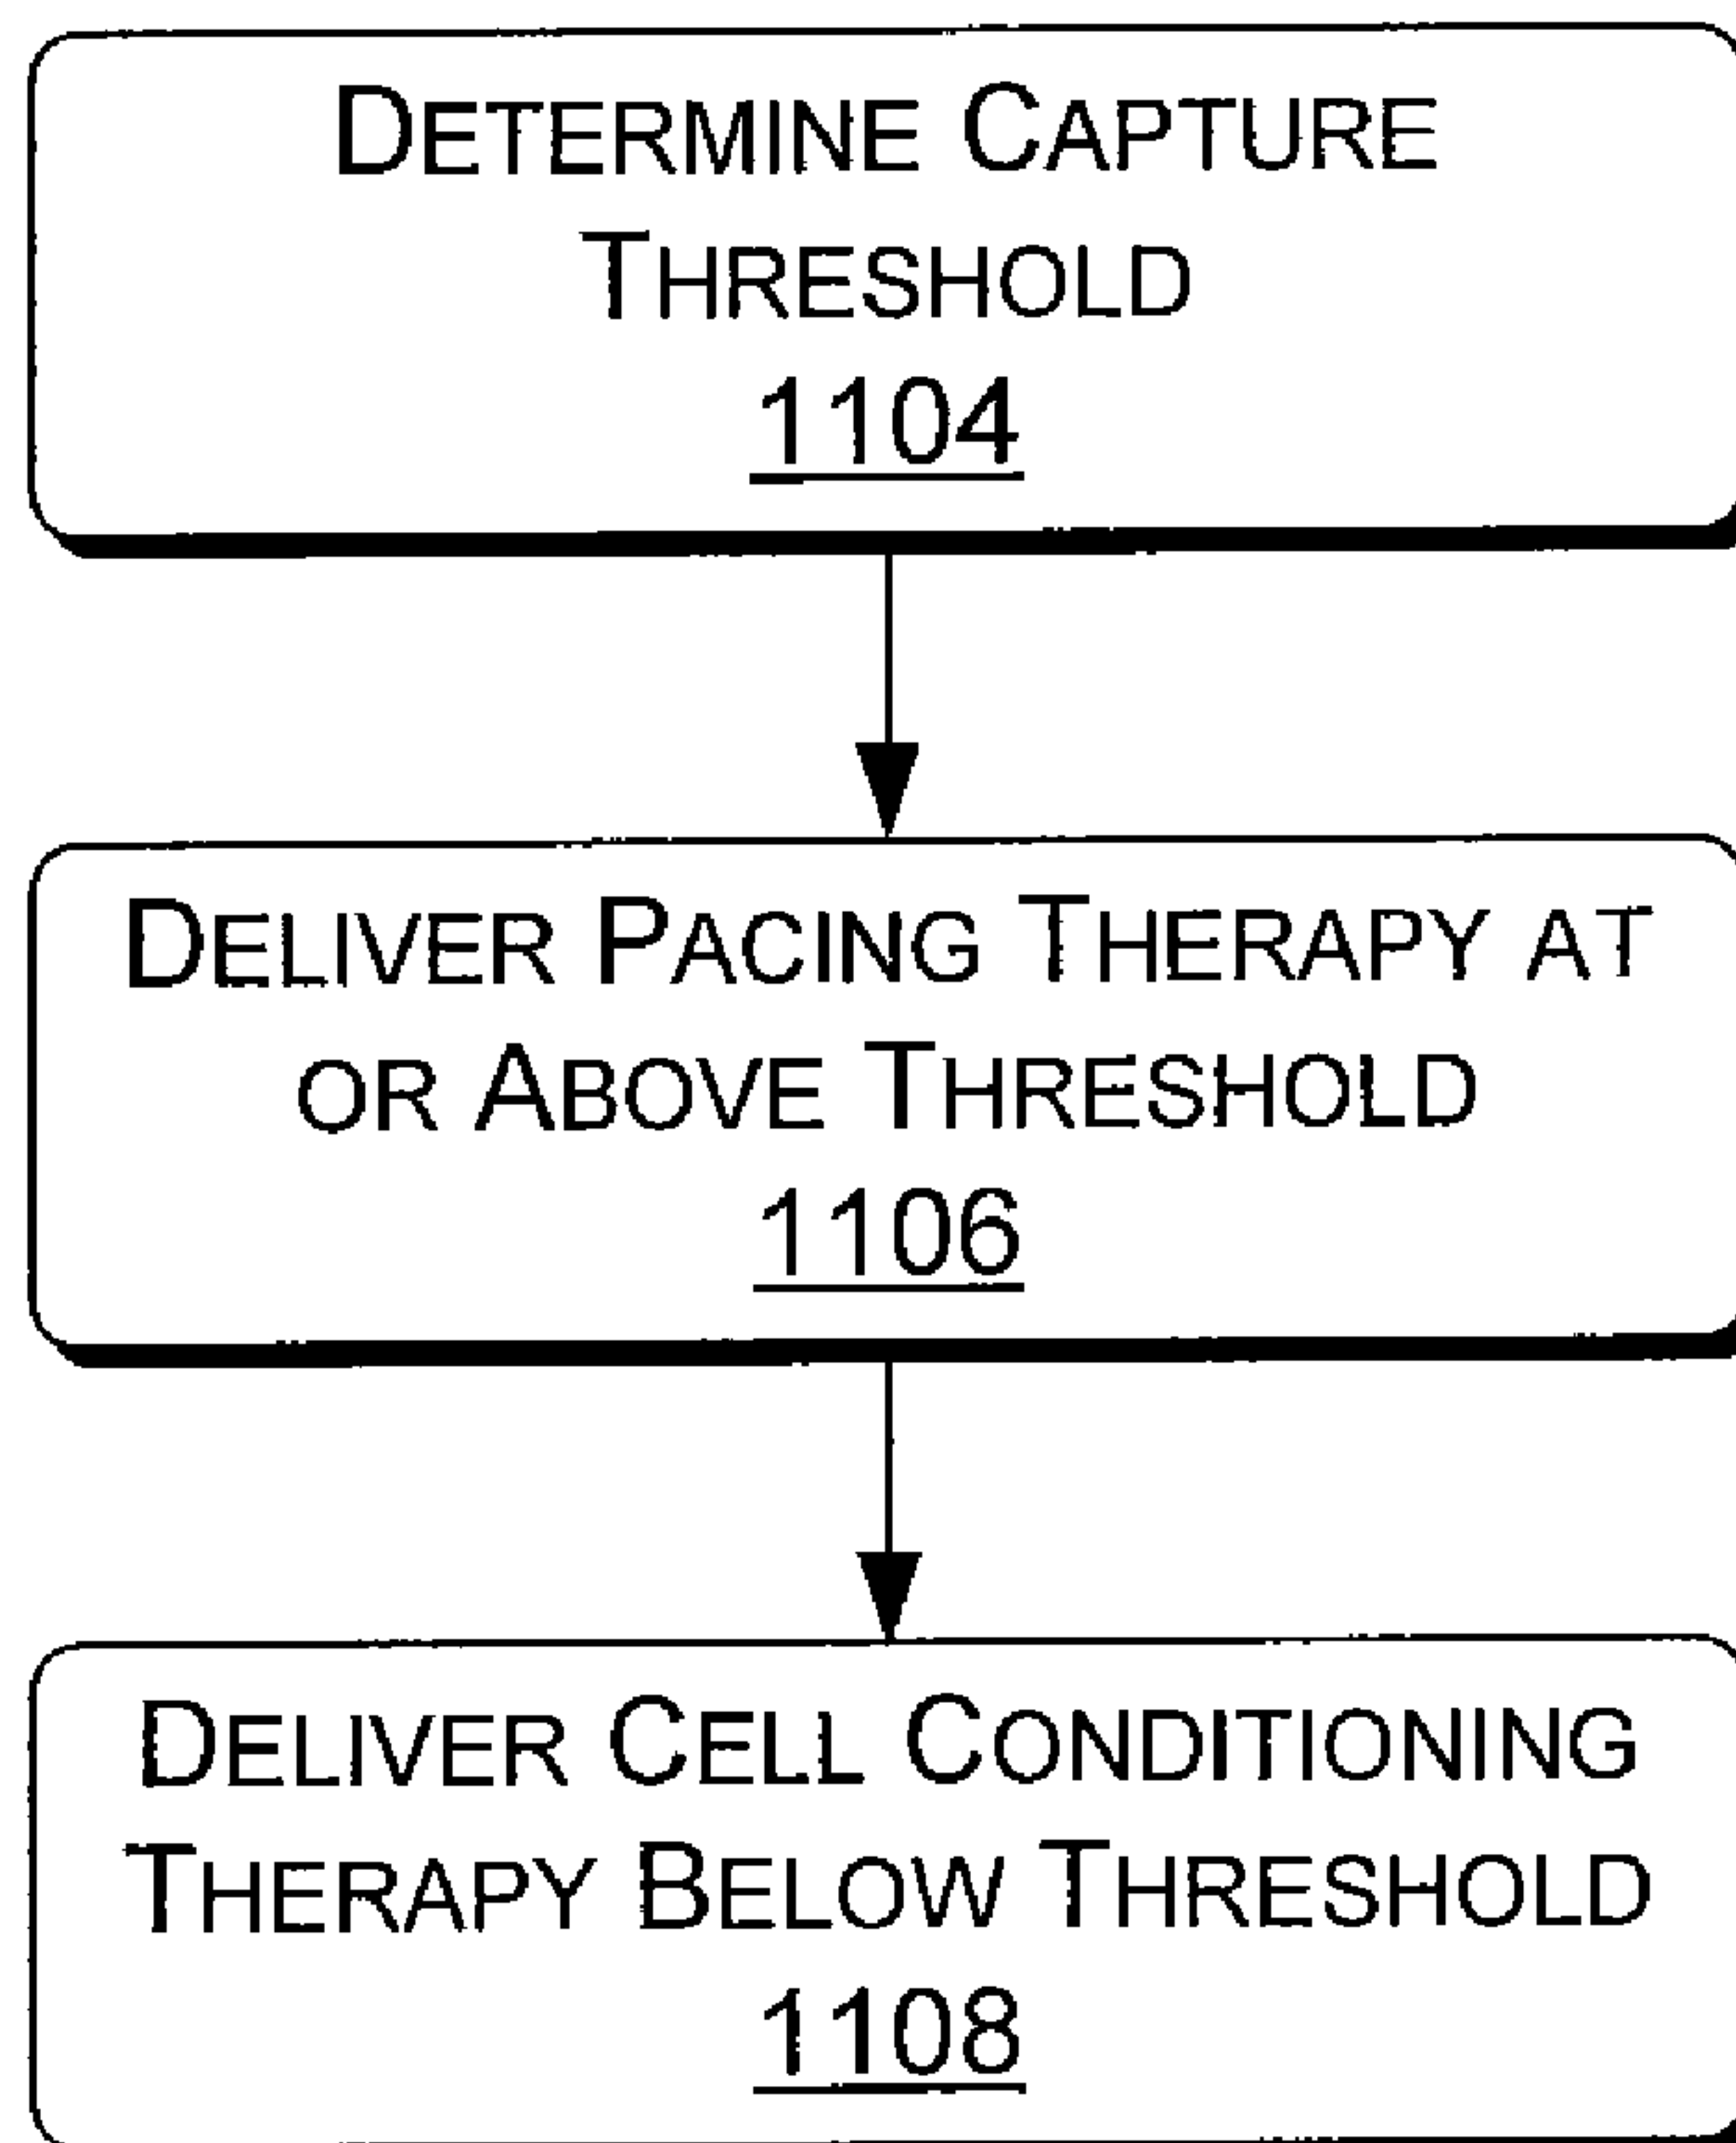 DETERMINE CAPTURE
THRESHOLD
1104
DELIVER PACING THERAPY AT
OR ABOVE THRESHOLD
1106
DELIVER CELL CONDITIONING
THERAPY BELOW THRESHOLD
1108